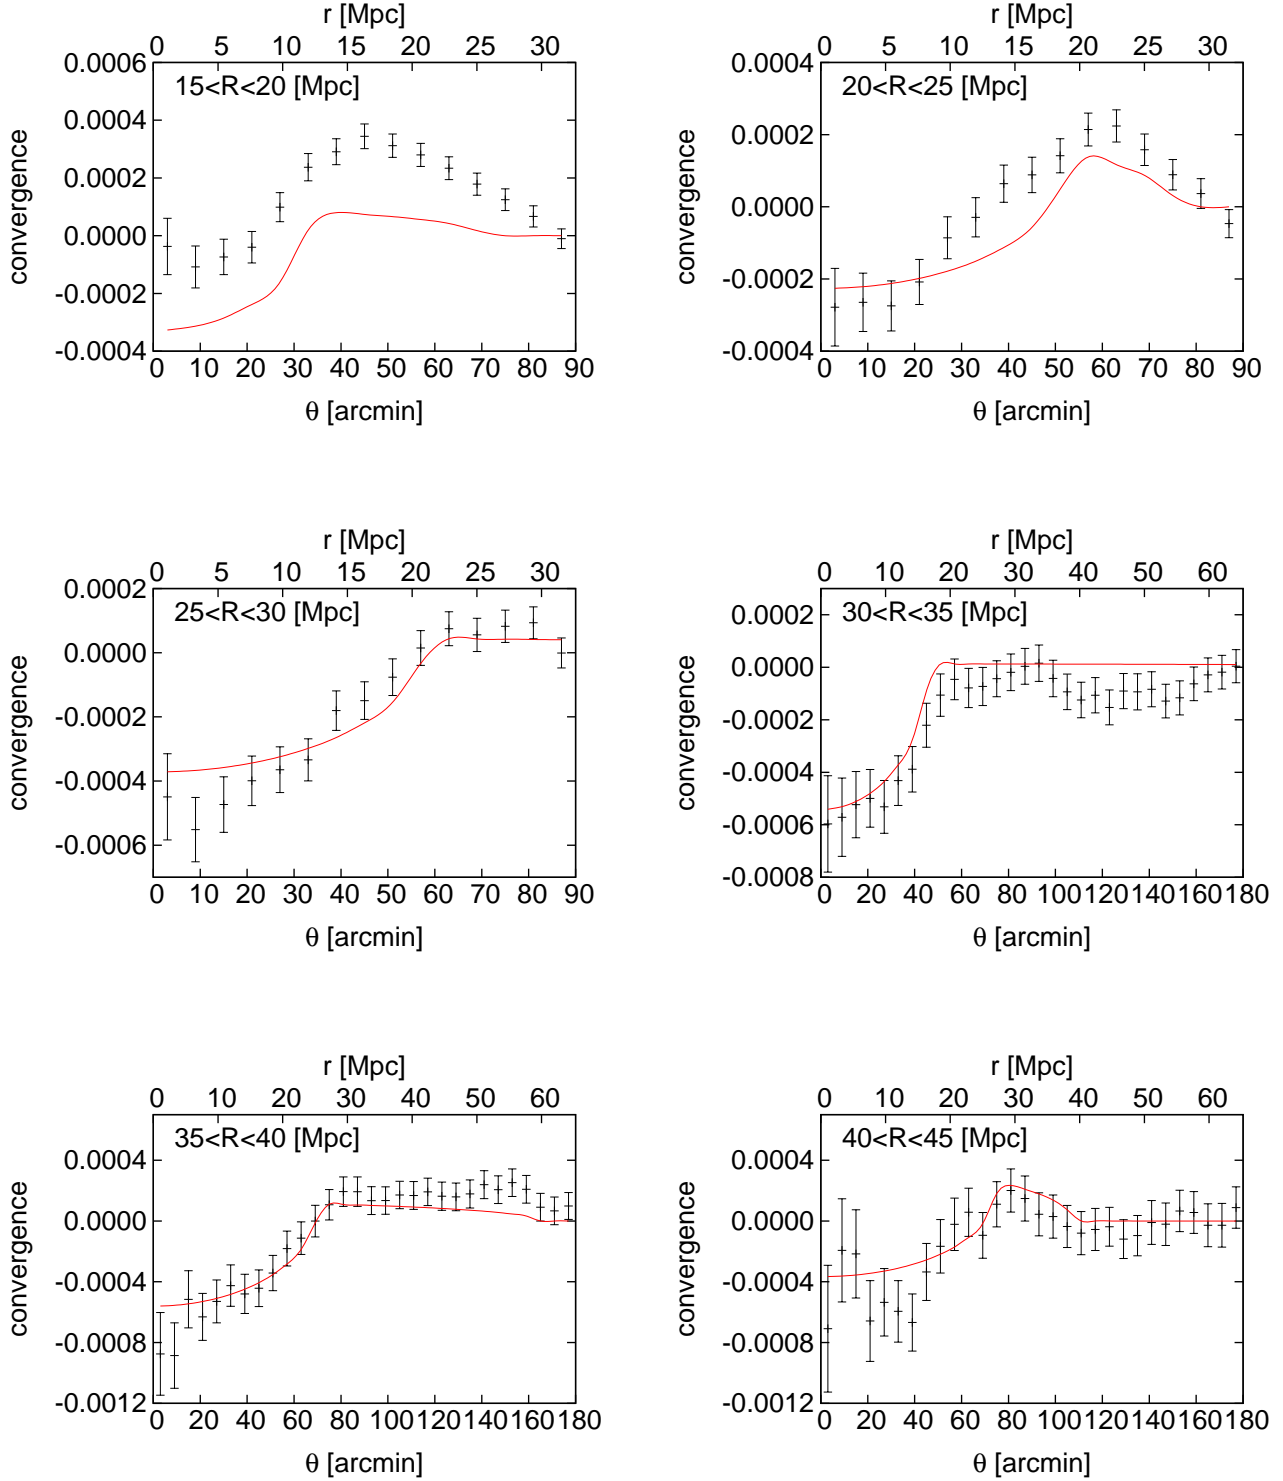 r [Mpc]
0 5 10 15 20 25 30
15<R<20 [Mpc]
0.0006
0.0004
0.0002
0.0000
-0.0002
-0.0004
convergence
0 10 20 30 40 50 60 70 80 90
θ [arcmin]
r [Mpc]
0 5 10 15 20 25 30
20<R<25 [Mpc]
0.0004
0.0002
0.0000
-0.0002
-0.0004
convergence
0 10 20 30 40 50 60 70 80 90
θ [arcmin]
r [Mpc]
0 5 10 15 20 25 30
25<R<30 [Mpc]
0.0002
0.0000
-0.0002
-0.0004
-0.0006
convergence
0 10 20 30 40 50 60 70 80 90
θ [arcmin]
r [Mpc]
0 10 20 30 40 50 60
30<R<35 [Mpc]
0.0002
0.0000
-0.0002
-0.0004
-0.0006
-0.0008
convergence
0 20 40 60 80 100 120 140 160 180
θ [arcmin]
r [Mpc]
0 10 20 30 40 50 60
35<R<40 [Mpc]
0.0004
0.0000
-0.0004
-0.0008
-0.0012
convergence
0 20 40 60 80 100 120 140 160 180
θ [arcmin]
r [Mpc]
0 10 20 30 40 50 60
40<R<45 [Mpc]
0.0004
0.0000
-0.0004
-0.0008
-0.0012
convergence
0 20 40 60 80 100 120 140 160 180
θ [arcmin]